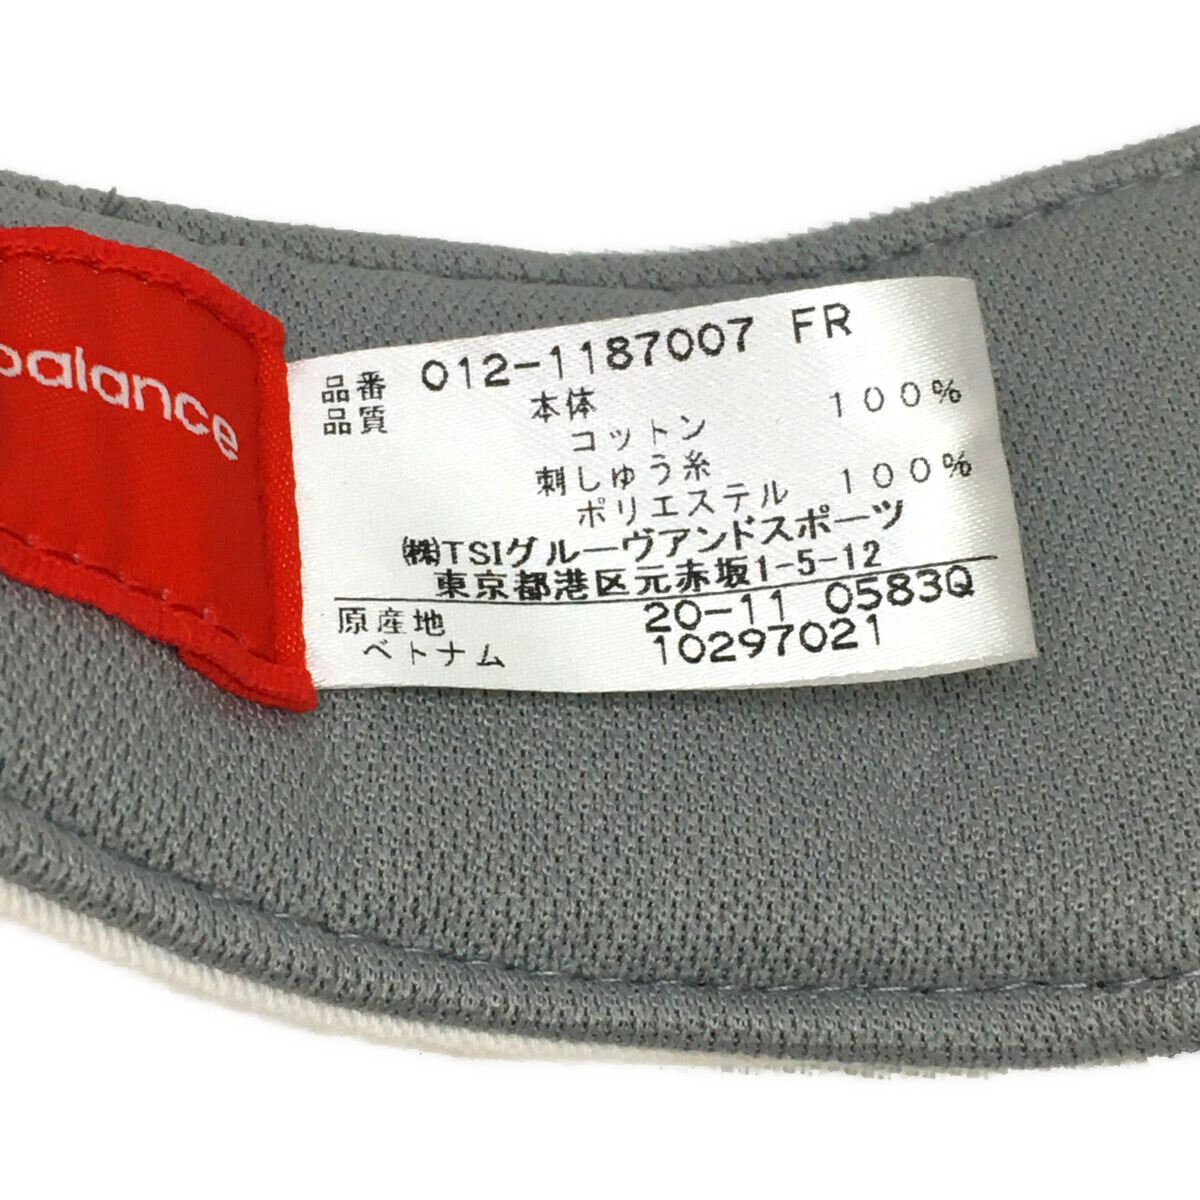 balance
品番 012-1187007 FR
品質 本体
コットン 100%
刺しゅう糸
ポリエステル 100%
㈱TSIグルーヴアンドスポーツ
東京都港区元赤坂1-5-12
原産地 20-11 0583Q
ベトナム 10297021